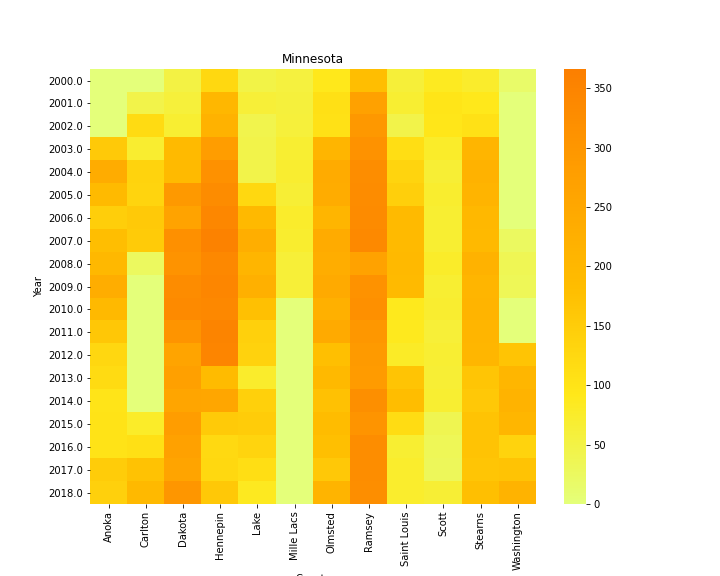 Minnesota
Year
2000.0
2001.0
2002.0
2003.0
2004.0
2005.0
2006.0
2007.0
2008.0
2009.0
2010.0
2011.0
2012.0
2013.0
2014.0
2015.0
2016.0
2017.0
2018.0
Anoka
Carlton
Dakota
Hennepin
Lake
Mille Lacs
Olmsted
Ramsey
Saint Louis
Scott
Stearns
Washington
350
300
250
200
150
100
50
0